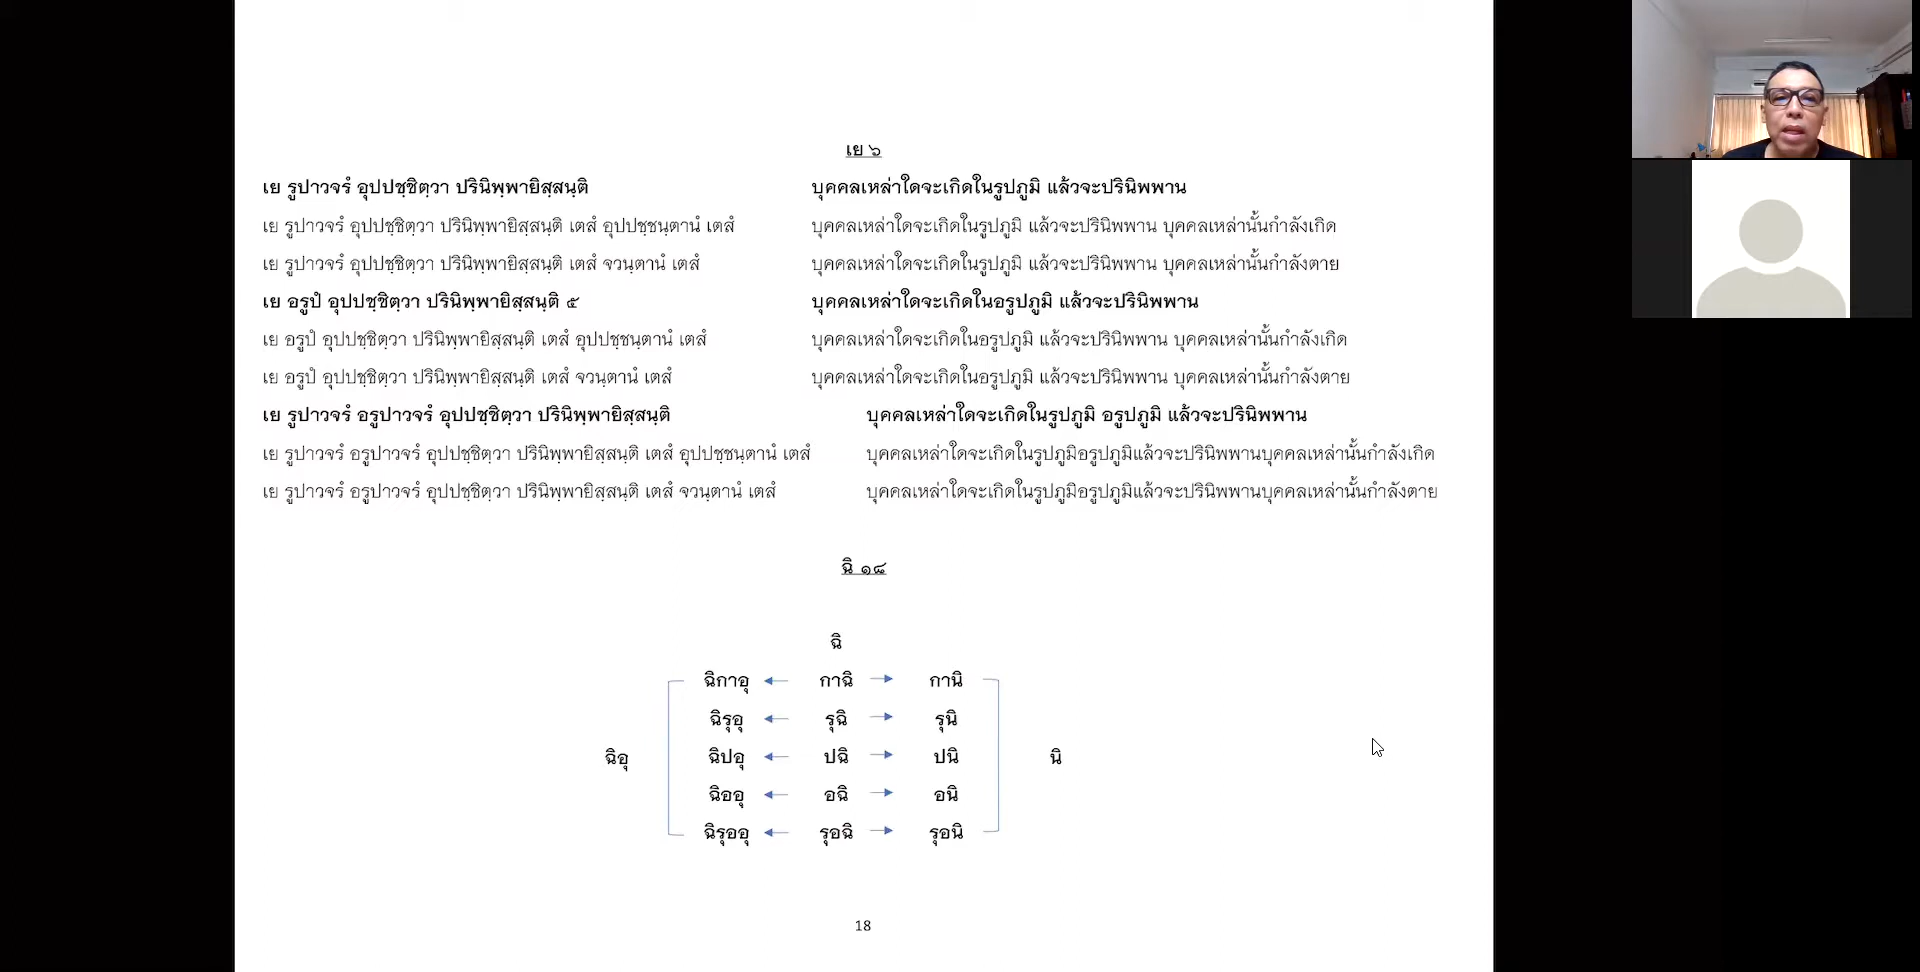 เย ๖
เย รูปาวจรํ อุปปชฺชิตฺวา ปรินิพฺพายิสฺสนฺติ บุคคลเหล่าใดจะเกิดในรูปภูมิ แล้วจะปรินิพพาน
เย รูปาวจรํ อุปปชฺชิตฺวา ปรินิพฺพายิสฺสนฺติ เตสํ อุปปชฺชนฺตานํ เตสํ บุคคลเหล่าใดจะเกิดในรูปภูมิ แล้วจะปรินิพพาน บุคคลเหล่านั้นกำลังเกิด
เย รูปาวจรํ อุปปชฺชิตฺวา ปรินิพฺพายิสฺสนฺติ เตสํ จวนฺตานํ เตสํ บุคคลเหล่าใดจะเกิดในรูปภูมิ แล้วจะปรินิพพาน บุคคลเหล่านั้นกำลังตาย
เย อรูปํ อุปปชฺชิตฺวา ปรินิพฺพายิสฺสนฺติ ๕ บุคคลเหล่าใดจะเกิดในอรูปภูมิ แล้วจะปรินิพพาน
เย อรูปํ อุปปชฺชิตฺวา ปรินิพฺพายิสฺสนฺติ เตสํ อุปปชฺชนฺตานํ เตสํ บุคคลเหล่าใดจะเกิดในอรูปภูมิ แล้วจะปรินิพพาน บุคคลเหล่านั้นกำลังเกิด
เย อรูปํ อุปปชฺชิตฺวา ปรินิพฺพายิสฺสนฺติ เตสํ จวนฺตานํ เตสํ บุคคลเหล่าใดจะเกิดในอรูปภูมิ แล้วจะปรินิพพาน บุคคลเหล่านั้นกำลังตาย
เย รูปาวจรํ อรูปาวจรํ อุปปชฺชิตฺวา ปรินิพฺพายิสฺสนฺติ บุคคลเหล่าใดจะเกิดในรูปภูมิ อรูปภูมิ แล้วจะปรินิพพาน
เย รูปาวจรํ อรูปาวจรํ อุปปชฺชิตฺวา ปรินิพฺพายิสฺสนฺติ เตสํ อุปปชฺชนฺตานํ เตสํ บุคคลเหล่าใดจะเกิดในรูปภูมิอรูปภูมิแล้วจะปรินิพพานบุคคลเหล่านั้นกำลังเกิด
เย รูปาวจรํ อรูปาวจรํ อุปปชฺชิตฺวา ปรินิพฺพายิสฺสนฺติ เตสํ จวนฺตานํ เตสํ บุคคลเหล่าใดจะเกิดในรูปภูมิอรูปภูมิแล้วจะปรินิพพานบุคคลเหล่านั้นกำลังตาย
ฉิ ๑๘
ฉิ
ฉิกาอุ กาฉิ กานิ
ฉิรุอุ รุฉิ รุนิ
ฉิอุ ฉิปอุ ปฉิ ปนิ นิ
ฉิออุ อฉิ อนิ
ฉิรุออุ รุอฉิ รุอนิ
18